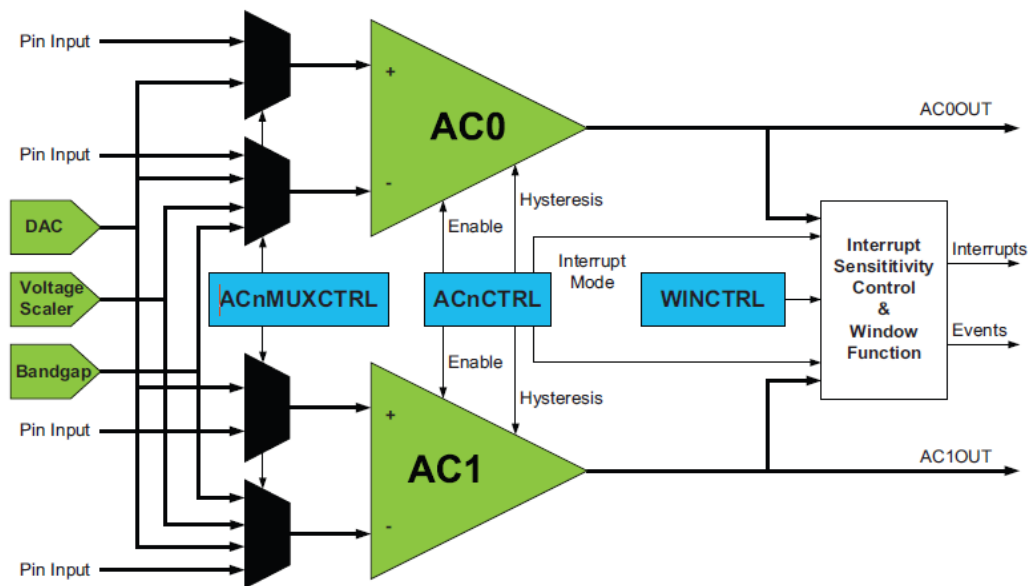 Pin Input
+
AC0
-
AC0OUT
Pin Input
DAC
Hysteresis
Enable
Interrupt
Mode
Voltage
Scaler
ACnMUXCTRL
ACnCTRL
WINCTRL
Interrupt
Sensititivity
Control
&
Window
Function
Interrupts
Events
Bandgap
Enable
Hysteresis
Pin Input
+
AC1
-
AC1OUT
Pin Input